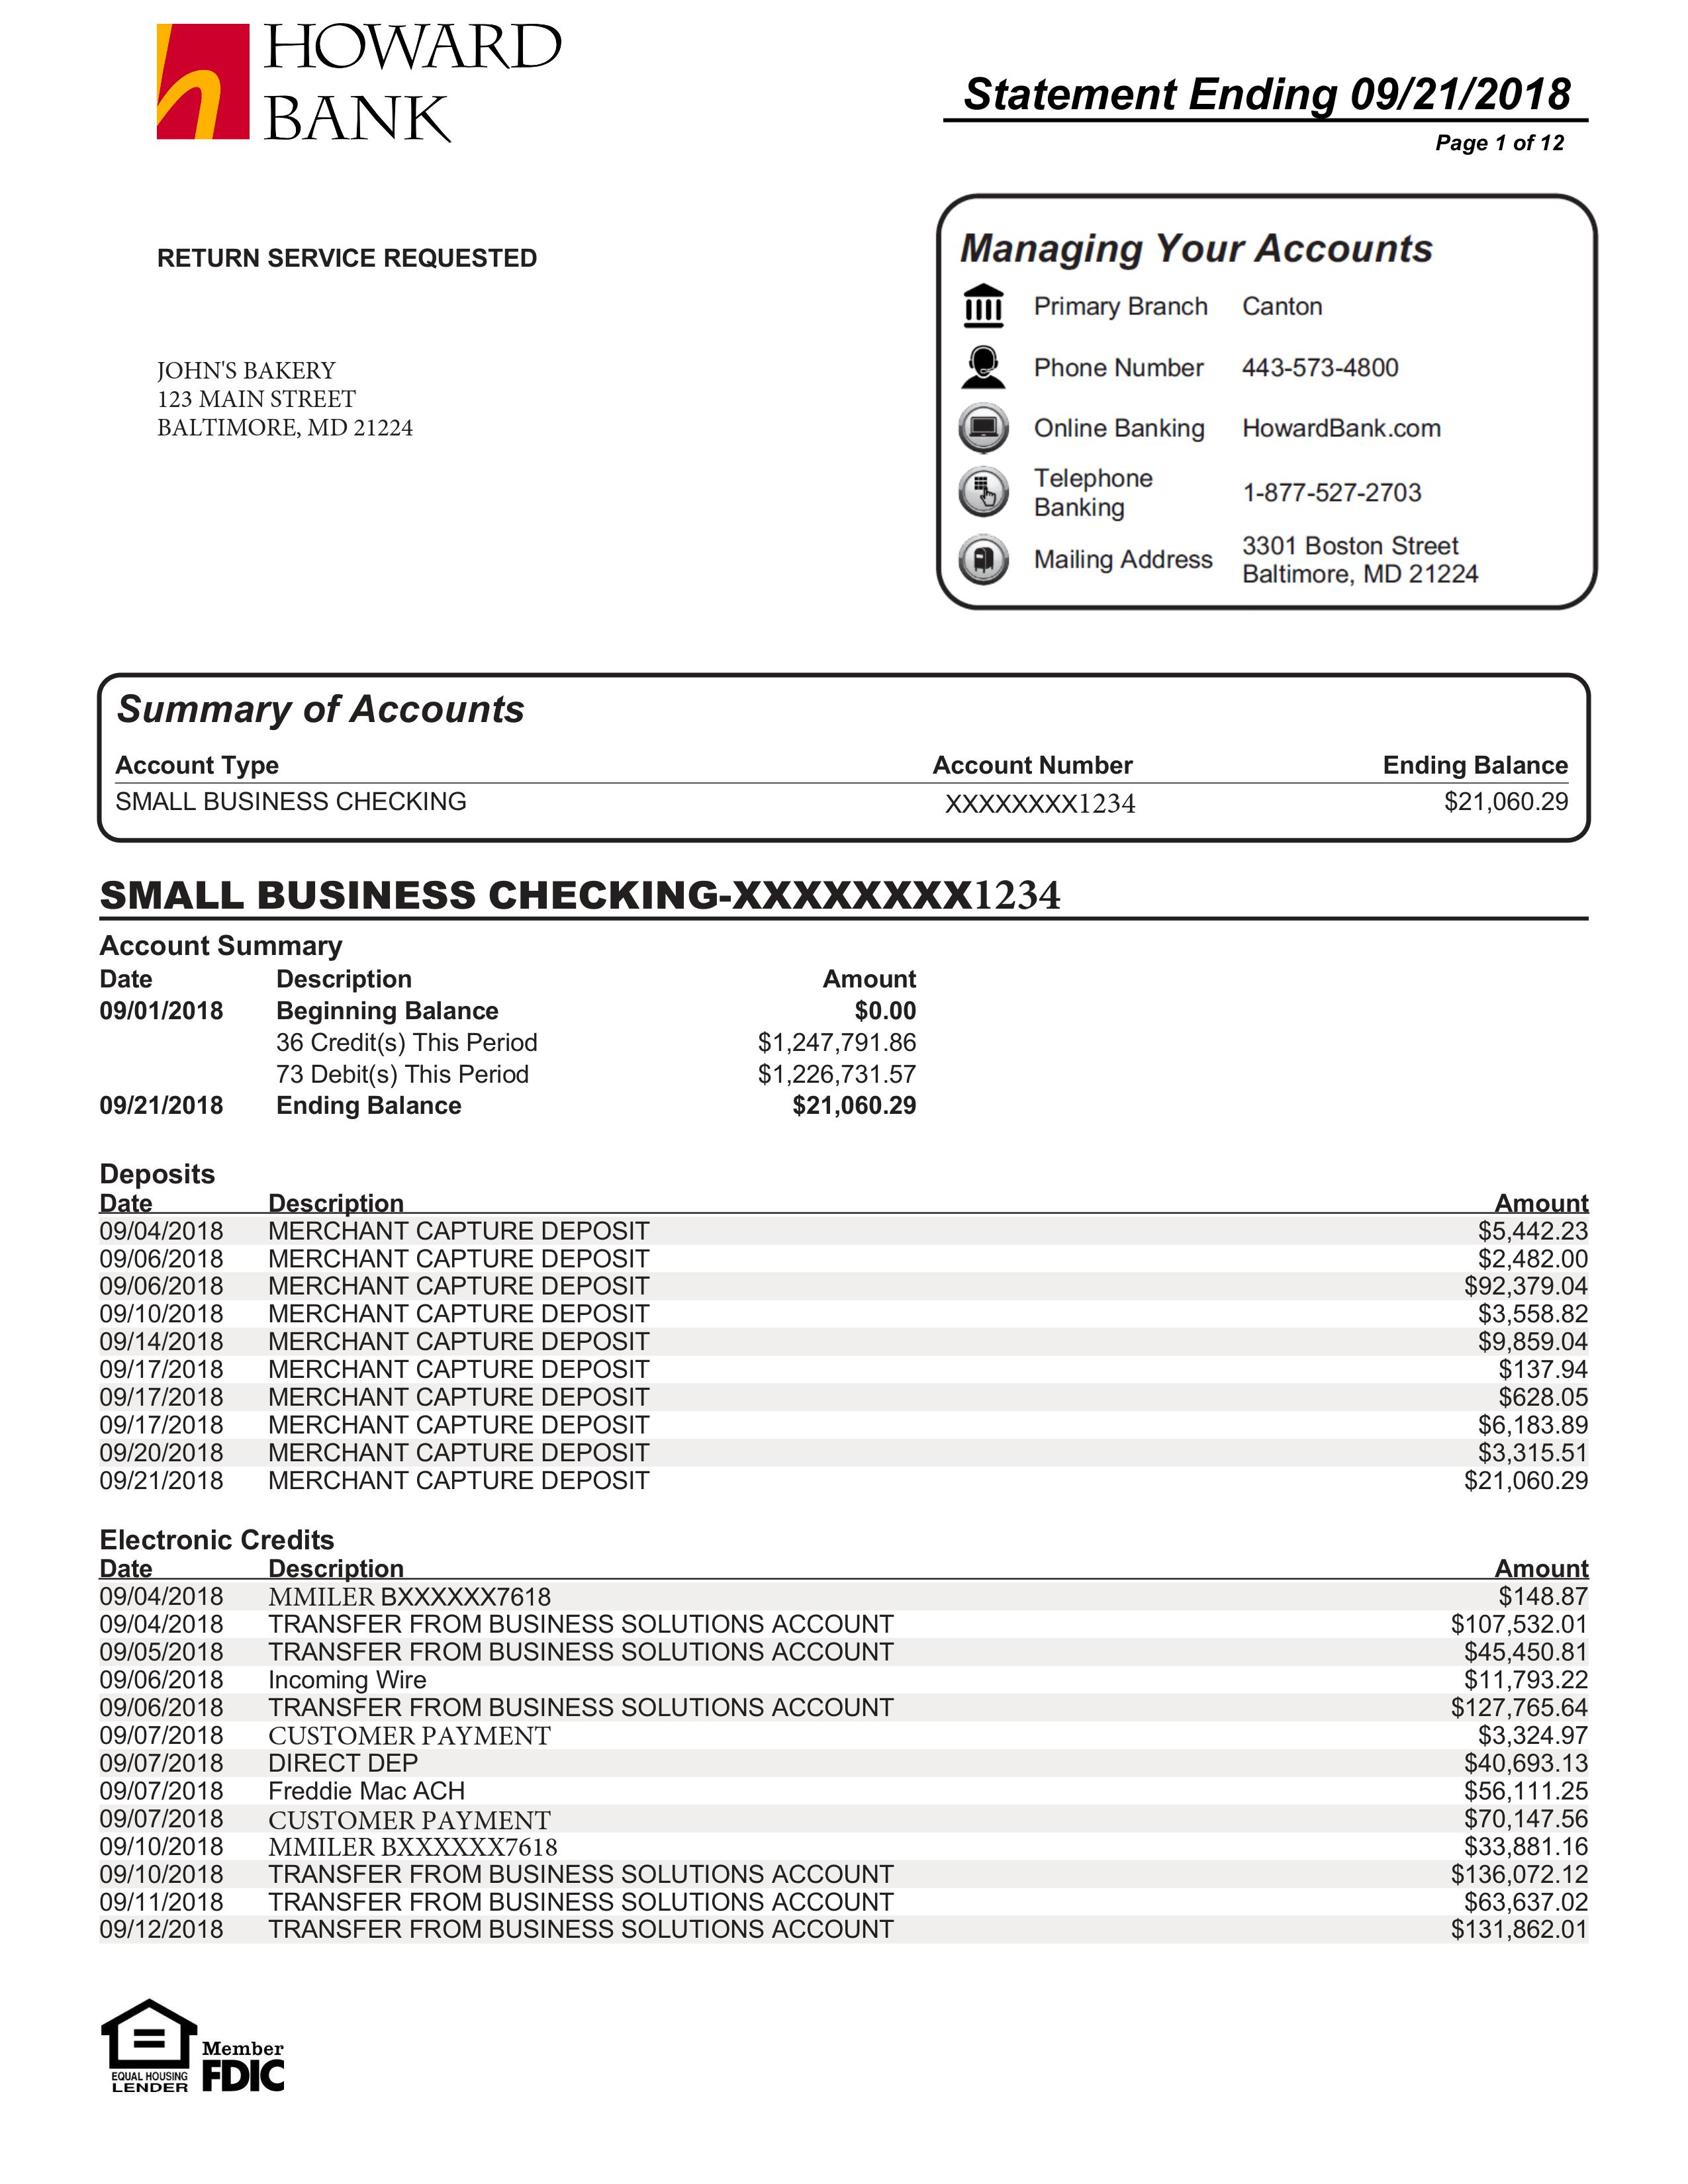 HOWARD
BANK
Statement Ending 09/21/2018
Page 1 of 12
RETURN SERVICE REQUESTED
JOHN'S BAKERY
123 MAIN STREET
BALTIMORE, MD 21224
Managing Your Accounts
Primary Branch Canton
Phone Number 443-573-4800
Online Banking HowardBank.com
Telephone
Banking 1-877-527-2703
Mailing Address 3301 Boston Street
Baltimore, MD 21224
Summary of Accounts
Account Type Account Number Ending Balance
SMALL BUSINESS CHECKING XXXXXXXX1234 $21,060.29
SMALL BUSINESS CHECKING-XXXXXXXX1234
Account Summary
Date Description Amount
09/01/2018 Beginning Balance $0.00
36 Credit(s) This Period $1,247,791.86
73 Debit(s) This Period $1,226,731.57
09/21/2018 Ending Balance $21,060.29
Deposits
Date Description Amount
09/04/2018 MERCHANT CAPTURE DEPOSIT $5,442.23
09/06/2018 MERCHANT CAPTURE DEPOSIT $2,482.00
09/06/2018 MERCHANT CAPTURE DEPOSIT $92,379.04
09/10/2018 MERCHANT CAPTURE DEPOSIT $3,558.82
09/14/2018 MERCHANT CAPTURE DEPOSIT $9,859.04
09/17/2018 MERCHANT CAPTURE DEPOSIT $137.94
09/17/2018 MERCHANT CAPTURE DEPOSIT $628.05
09/17/2018 MERCHANT CAPTURE DEPOSIT $6,183.89
09/20/2018 MERCHANT CAPTURE DEPOSIT $3,315.51
09/21/2018 MERCHANT CAPTURE DEPOSIT $21,060.29
Electronic Credits
Date Description Amount
09/04/2018 MMILER BXXXXXX7618 $148.87
09/04/2018 TRANSFER FROM BUSINESS SOLUTIONS ACCOUNT $107,532.01
09/05/2018 TRANSFER FROM BUSINESS SOLUTIONS ACCOUNT $45,450.81
09/06/2018 Incoming Wire $11,793.22
09/06/2018 TRANSFER FROM BUSINESS SOLUTIONS ACCOUNT $127,765.64
09/07/2018 CUSTOMER PAYMENT $3,324.97
09/07/2018 DIRECT DEP $40,693.13
09/07/2018 Freddie Mac ACH $56,111.25
09/07/2018 CUSTOMER PAYMENT $70,147.56
09/10/2018 MMILER BXXXXXX7618 $33,881.16
09/10/2018 TRANSFER FROM BUSINESS SOLUTIONS ACCOUNT $136,072.12
09/11/2018 TRANSFER FROM BUSINESS SOLUTIONS ACCOUNT $63,637.02
09/12/2018 TRANSFER FROM BUSINESS SOLUTIONS ACCOUNT $131,862.01
EQUAL HOUSING
LENDER
Member
FDIC